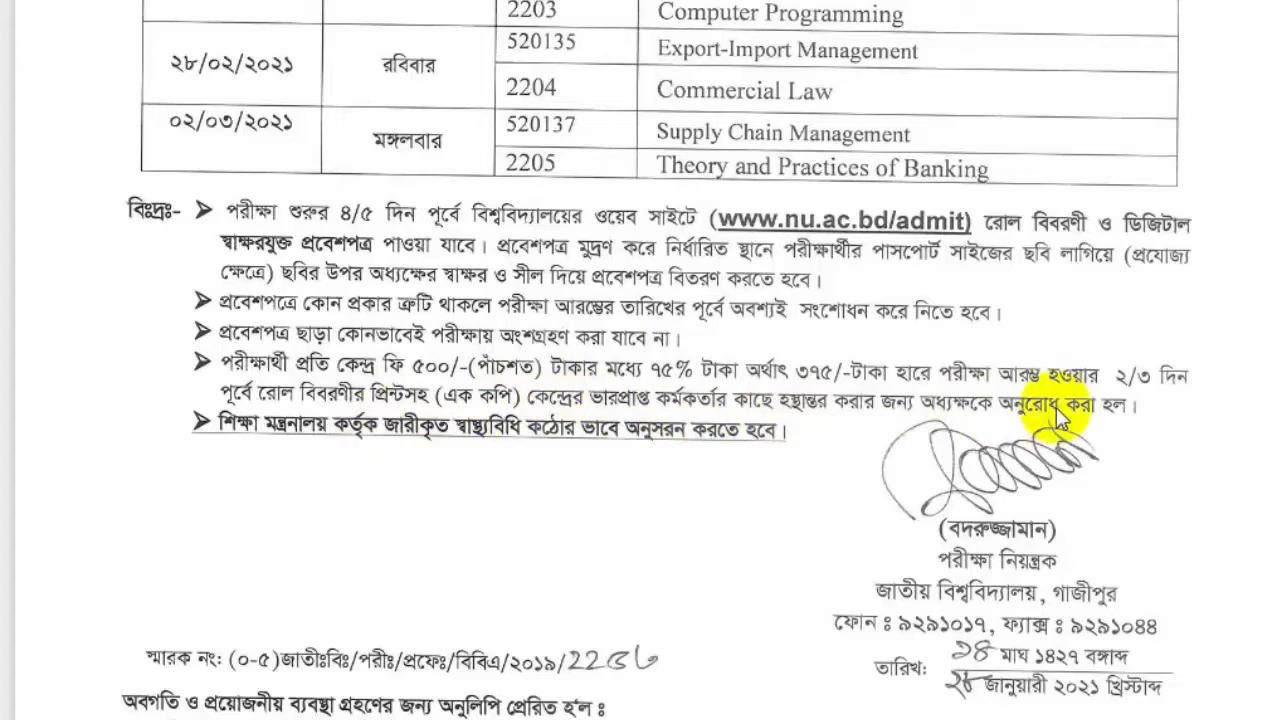 2203 Computer Programming
২৮/০২/২০২১ রবিবার 520135 Export-Import Management
2204 Commercial Law
০২/০৩/২০২১ মঙ্গলবার 520137 Supply Chain Management
2205 Theory and Practices of Banking
বিঃদ্রঃ- ➤ পরীক্ষা শুরুর ৪/৫ দিন পূর্বে বিশ্ববিদ্যালয়ের ওয়েব সাইটে (www.nu.ac.bd/admit) রোল বিবরণী ও ডিজিটাল
স্বাক্ষরযুক্ত প্রবেশপত্র পাওয়া যাবে। প্রবেশপত্র মুদ্রণ করে নির্ধারিত স্থানে পরীক্ষার্থীর পাসপোর্ট সাইজের ছবি লাগিয়ে (প্রযোজ্য
ক্ষেত্রে) ছবির উপর অধ্যক্ষের স্বাক্ষর ও সীল দিয়ে প্রবেশপত্র বিতরণ করতে হবে।
➤ প্রবেশপত্রে কোন প্রকার ত্রুটি থাকলে পরীক্ষা আরম্ভের তারিখের পূর্বে অবশ্যই সংশোধন করে নিতে হবে।
➤ প্রবেশপত্র ছাড়া কোনভাবেই পরীক্ষায় অংশগ্রহণ করা যাবে না।
➤ পরীক্ষার্থী প্রতি কেন্দ্র ফি ৫০০/-(পাঁচশত) টাকার মধ্যে ৭৫% টাকা অর্থাৎ ৩৭৫/-টাকা হারে পরীক্ষা আরম্ভ হওয়ার ২/৩ দিন
পূর্বে রোল বিবরণীর প্রিন্টসহ (এক কপি) কেন্দ্রের ভারপ্রাপ্ত কর্মকর্তার কাছে হস্তান্তর করার জন্য অধ্যক্ষকে অনুরোধ করা হল।
➤ শিক্ষা মন্ত্রনালয় কর্তৃক জারীকৃত স্বাস্থ্যবিধি কঠোর ভাবে অনুসরন করতে হবে।
(বদরুজ্জামান)
পরীক্ষা নিয়ন্ত্রক
জাতীয় বিশ্ববিদ্যালয়, গাজীপুর
ফোন : ৯২৯১০১৭, ফ্যাক্স : ৯২৯১০৪৪
স্মারক নং: (০-৫)জাতীঃবিঃ/পরীঃ/প্রফেঃ/বিবিএ/২০১৯/
তারিখঃ ১৪ মাঘ ১৪২৭ বঙ্গাব্দ
২৮ জানুয়ারী ২০২১ খ্রিস্টাব্দ
অবগতি ও প্রয়োজনীয় ব্যবস্থা গ্রহণের জন্য অনুলিপি প্রেরিত হ'ল :